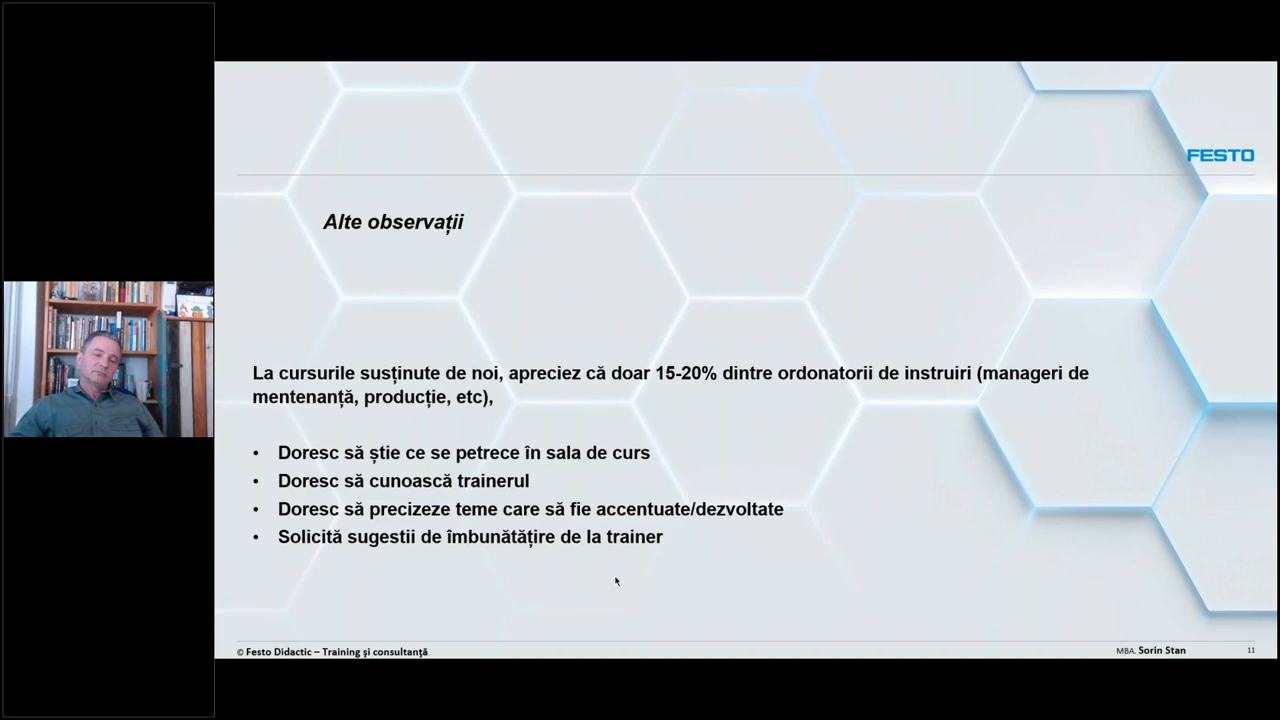 FESTO
Alte observații
La cursurile susținute de noi, apreciez că doar 15-20% dintre ordonatorii de instruiri (manageri de
mentenanță, producție, etc),
• Doresc să știe ce se petrece în sala de curs
• Doresc să cunoască trainerul
• Doresc să precizeze teme care să fie accentuate/dezvoltate
• Solicită sugestii de îmbunătățire de la trainer
© Festo Didactic – Training și consultanță
MBA. Sorin Stan
11